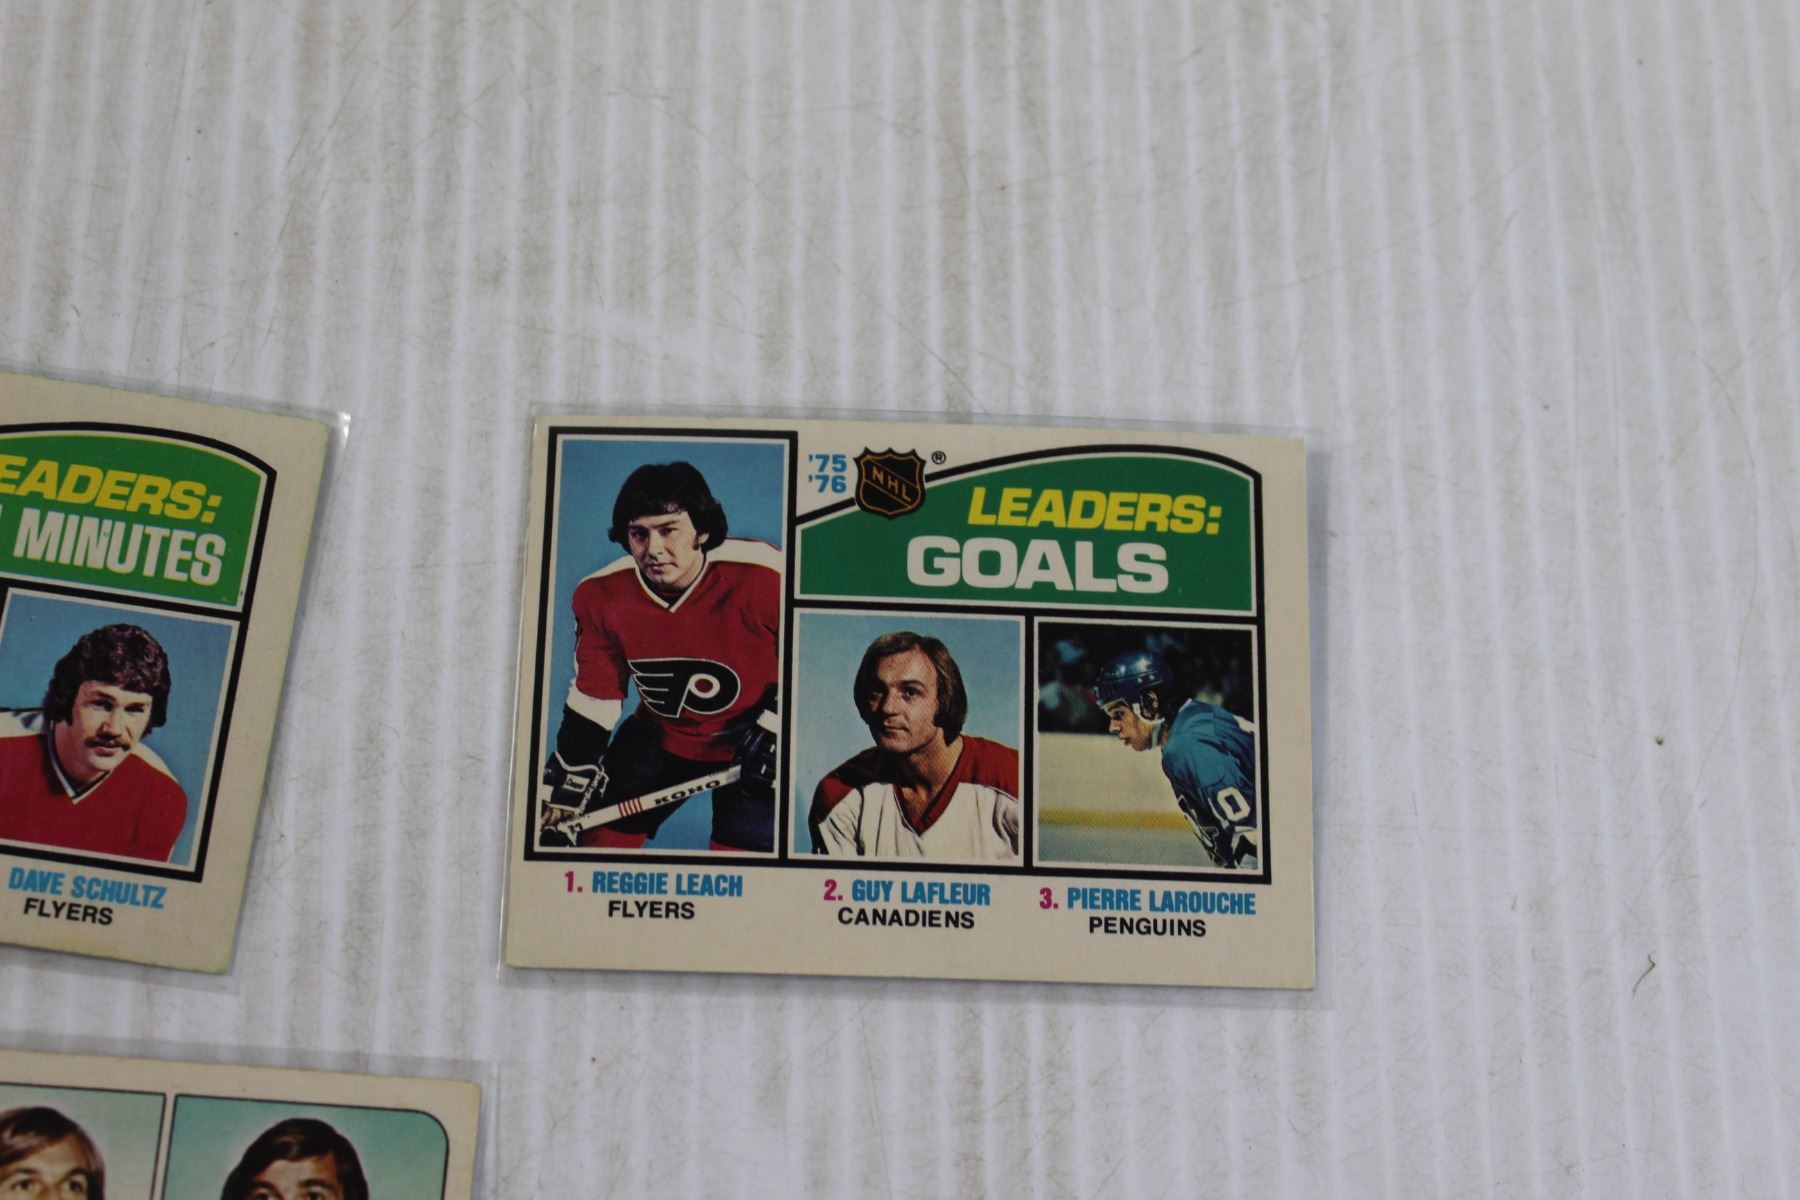 EADERS:
MINUTES
DAVE SCHULTZ
FLYERS
'75
'76
NHL
®
LEADERS:
GOALS
KOHO
10
1. REGGIE LEACH
FLYERS
2. GUY LAFLEUR
CANADIENS
3. PIERRE LAROUCHE
PENGUINS